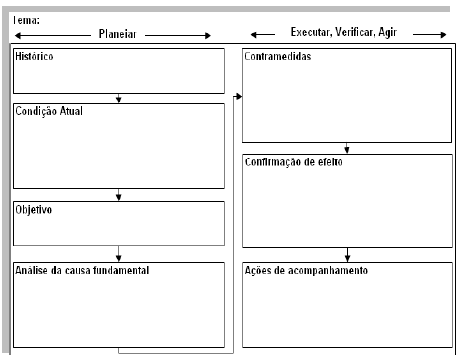 Tema:
Planejar
Executar, Verificar, Agir
Histórico
Condição Atual
Objetivo
Análise da causa fundamental
Contramedidas
Confirmação de efeito
Ações de acompanhamento